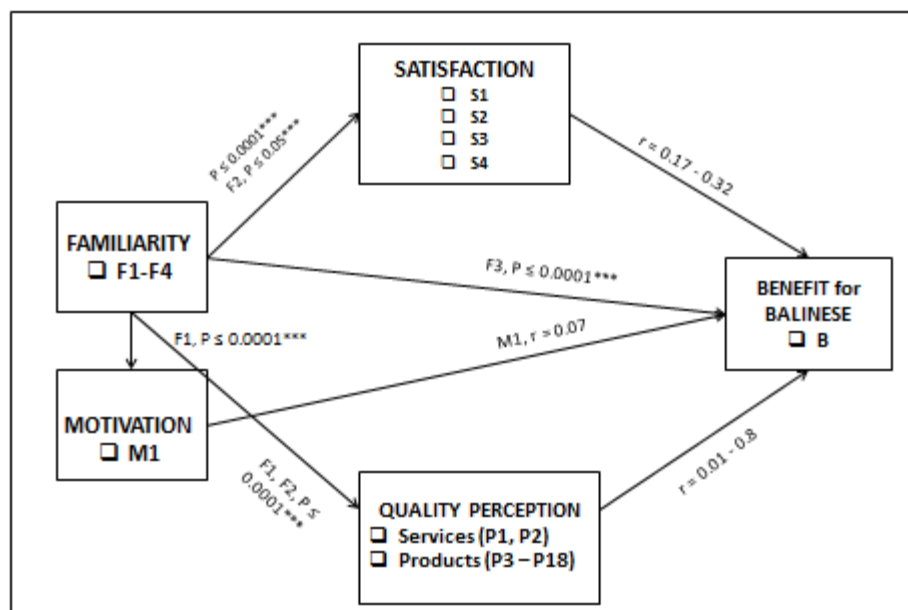 SATISFACTION
❑ S1
❑ S2
❑ S3
❑ S4
P ≤ 0.0001***
F2, P ≤ 0.05***
r = 0.17 - 0.32
FAMILIARITY
❑ F1-F4
F3, P ≤ 0.0001***
BENEFIT for
BALINESE
❑ B
F1, P ≤ 0.0001***
M1, r = 0.07
MOTIVATION
❑ M1
F1, F2, P ≤
0.0001***
r = 0.01 - 0.8
QUALITY PERCEPTION
❑ Services (P1, P2)
❑ Products (P3 – P18)